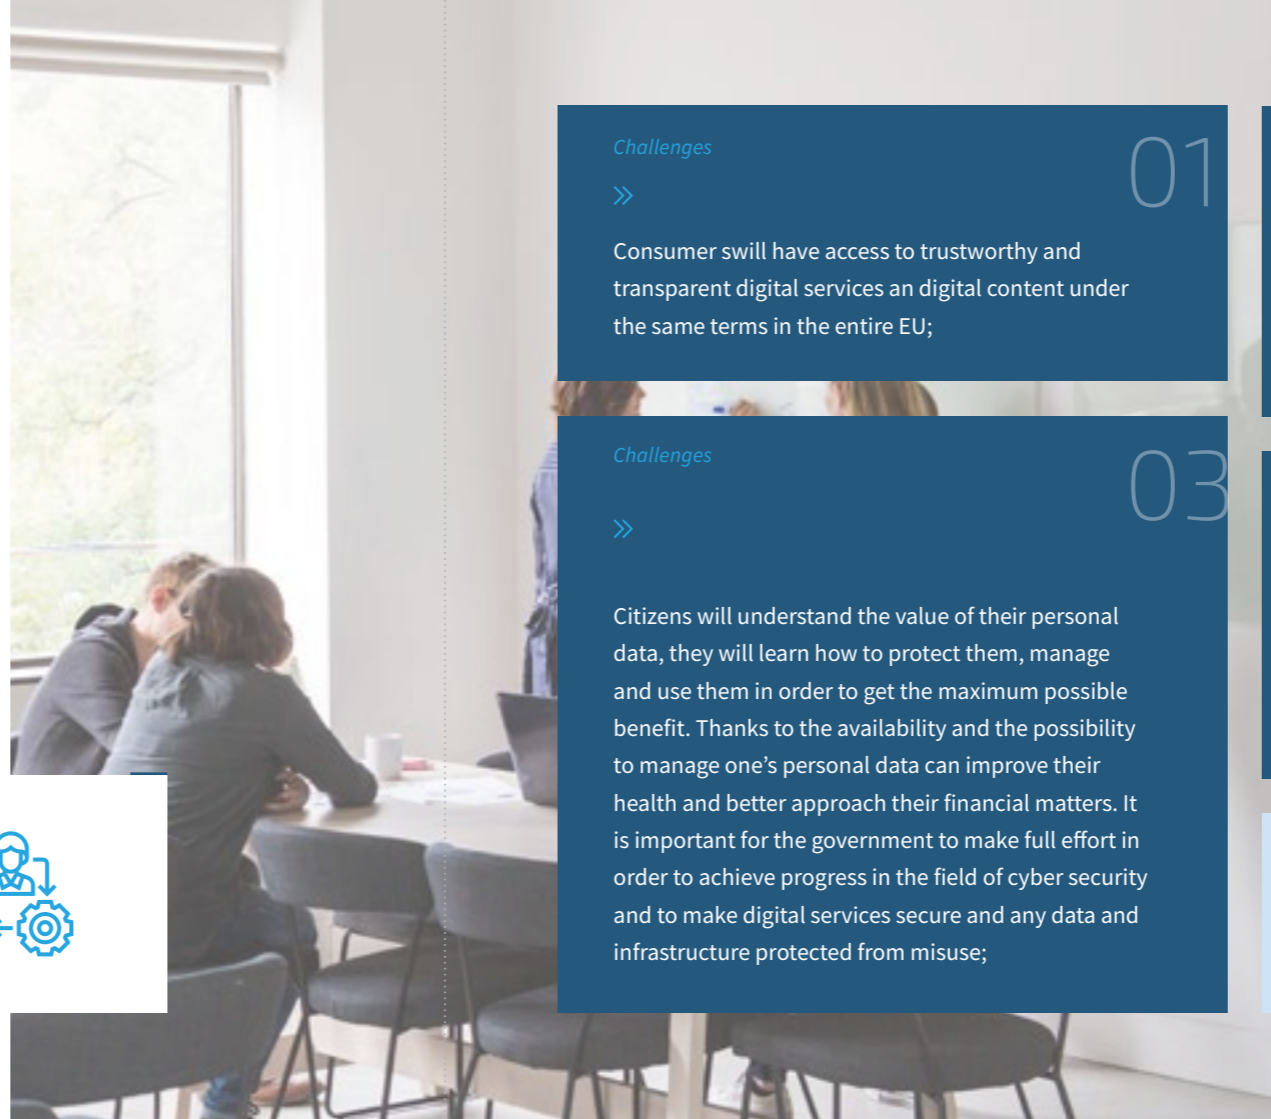 Challenges
01
»
Consumer swill have access to trustworthy and
transparent digital services an digital content under
the same terms in the entire EU;
Challenges
03
»
Citizens will understand the value of their personal
data, they will learn how to protect them, manage
and use them in order to get the maximum possible
benefit. Thanks to the availability and the possibility
to manage one’s personal data can improve their
health and better approach their financial matters. It
is important for the government to make full effort in
order to achieve progress in the field of cyber security
and to make digital services secure and any data and
infrastructure protected from misuse;